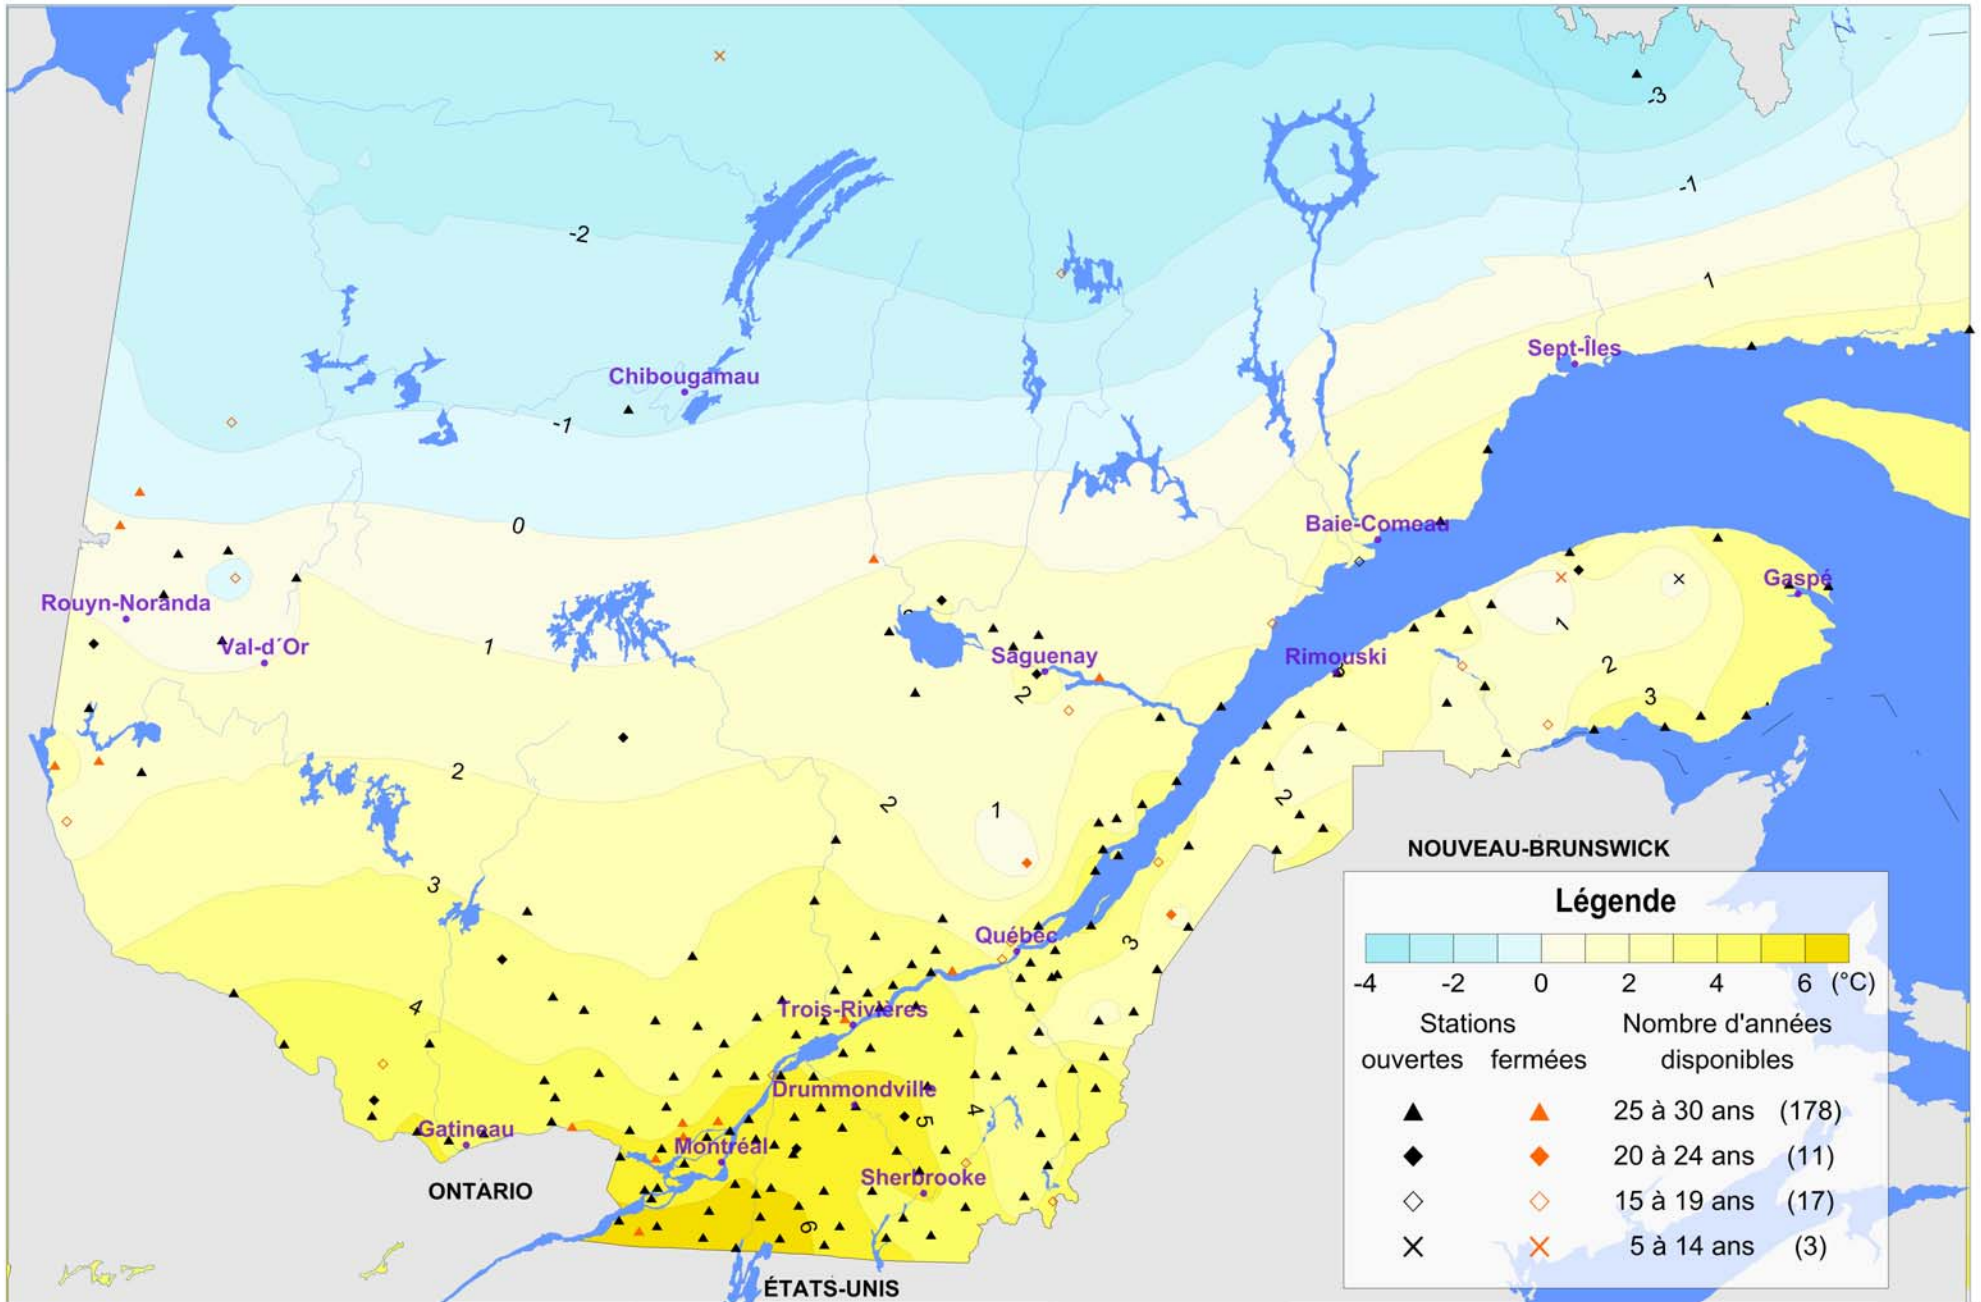 -3
-1
-2
1
Sept-Îles
Chibougamau
-1
0
Baie-Comeau
Gaspé
Rouyn-Noranda
1
Val-d´Or
1
Saguenay
Rimouski
2
2
3
2
2
1
2
3
NOUVEAU-BRUNSWICK
Québec
3
4
Trois-Rivières
Drummondville
5
4
Gatineau
Montréal
Sherbrooke
ONTARIO
6
ÉTATS-UNIS
Légende
-4 -2 0 2 4 6 (°C)
Stations Nombre d'années
ouvertes fermées disponibles
25 à 30 ans (178)
20 à 24 ans (11)
15 à 19 ans (17)
5 à 14 ans (3)